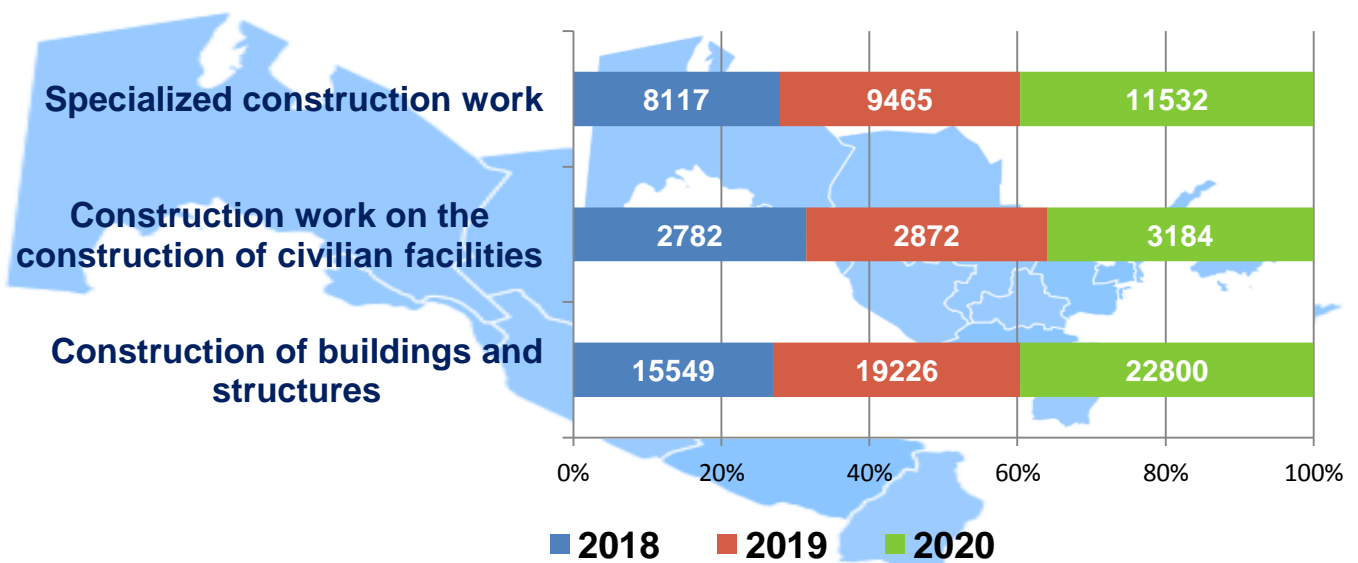 Specialized construction work
8117 9465 11532
Construction work on the
construction of civilian facilities
2782 2872 3184
Construction of buildings and
structures
15549 19226 22800
0% 20% 40% 60% 80% 100%
2018 2019 2020